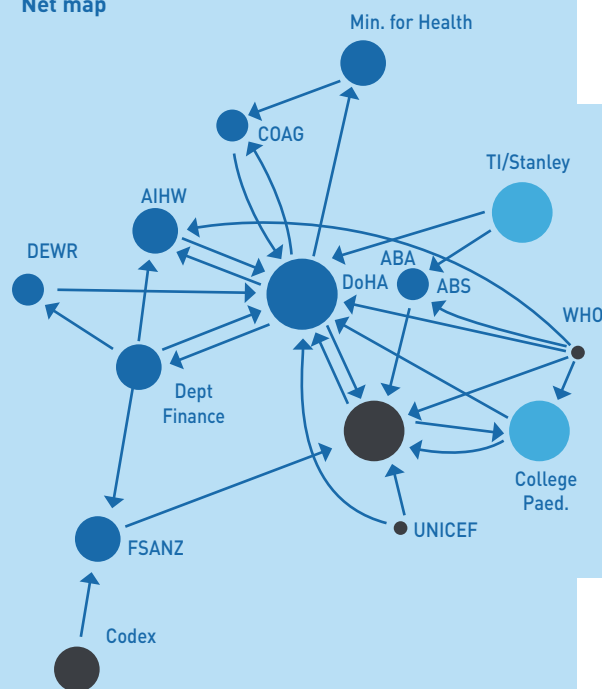 Net map
Min. for Health
COAG
TI/Stanley
AIHW
DEWR
ABA
DoHA
ABS
WHO
Dept
Finance
College
Paed.
UNICEF
FSANZ
Codex